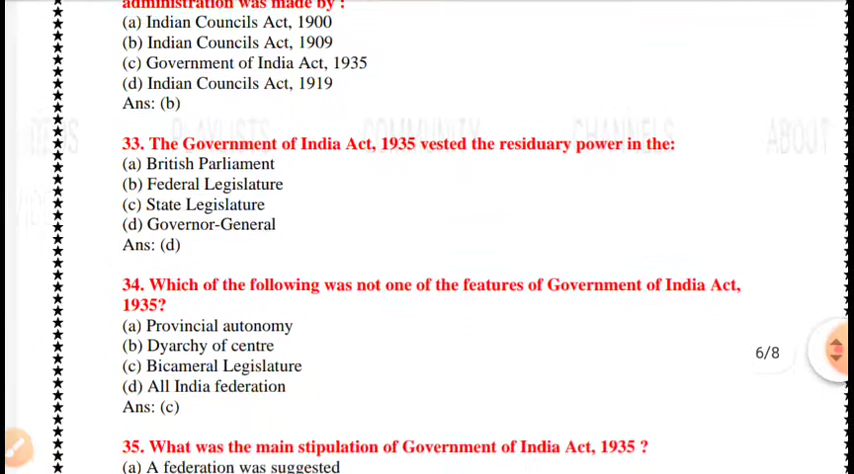 administration was made by :
(a) Indian Councils Act, 1900
(b) Indian Councils Act, 1909
(c) Government of India Act, 1935
(d) Indian Councils Act, 1919
Ans: (b)
PLAYLISTS COMMUNITY CHANNELS ABOUT
33. The Government of India Act, 1935 vested the residuary power in the:
(a) British Parliament
(b) Federal Legislature
(c) State Legislature
(d) Governor-General
Ans: (d)
34. Which of the following was not one of the features of Government of India Act,
1935?
(a) Provincial autonomy
(b) Dyarchy of centre
(c) Bicameral Legislature
(d) All India federation
Ans: (c)
6/8
35. What was the main stipulation of Government of India Act, 1935 ?
(a) A federation was suggested